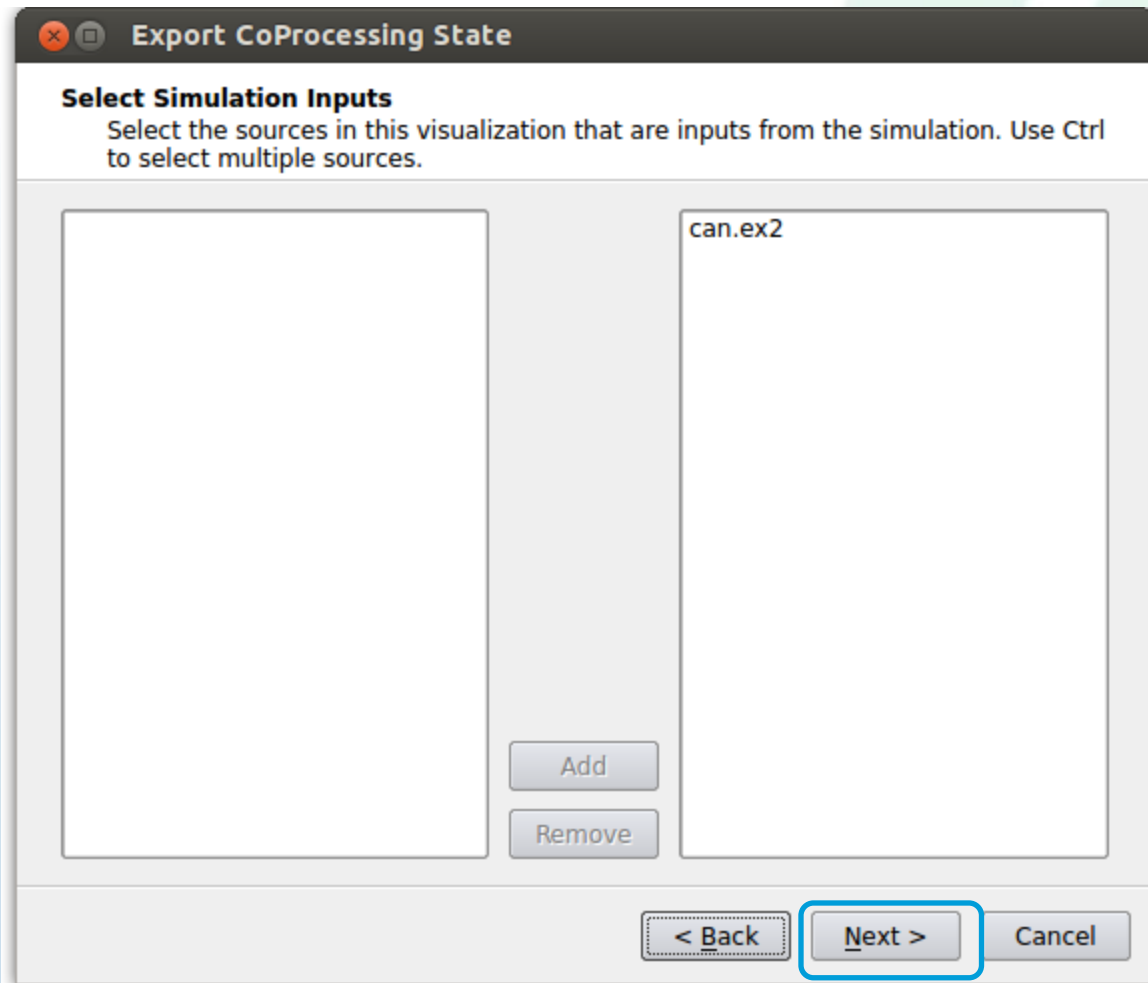 Export CoProcessing State
Select Simulation Inputs
Select the sources in this visualization that are inputs from the simulation. Use Ctrl
to select multiple sources.
can.ex2
Add
Remove
< Back
Next >
Cancel